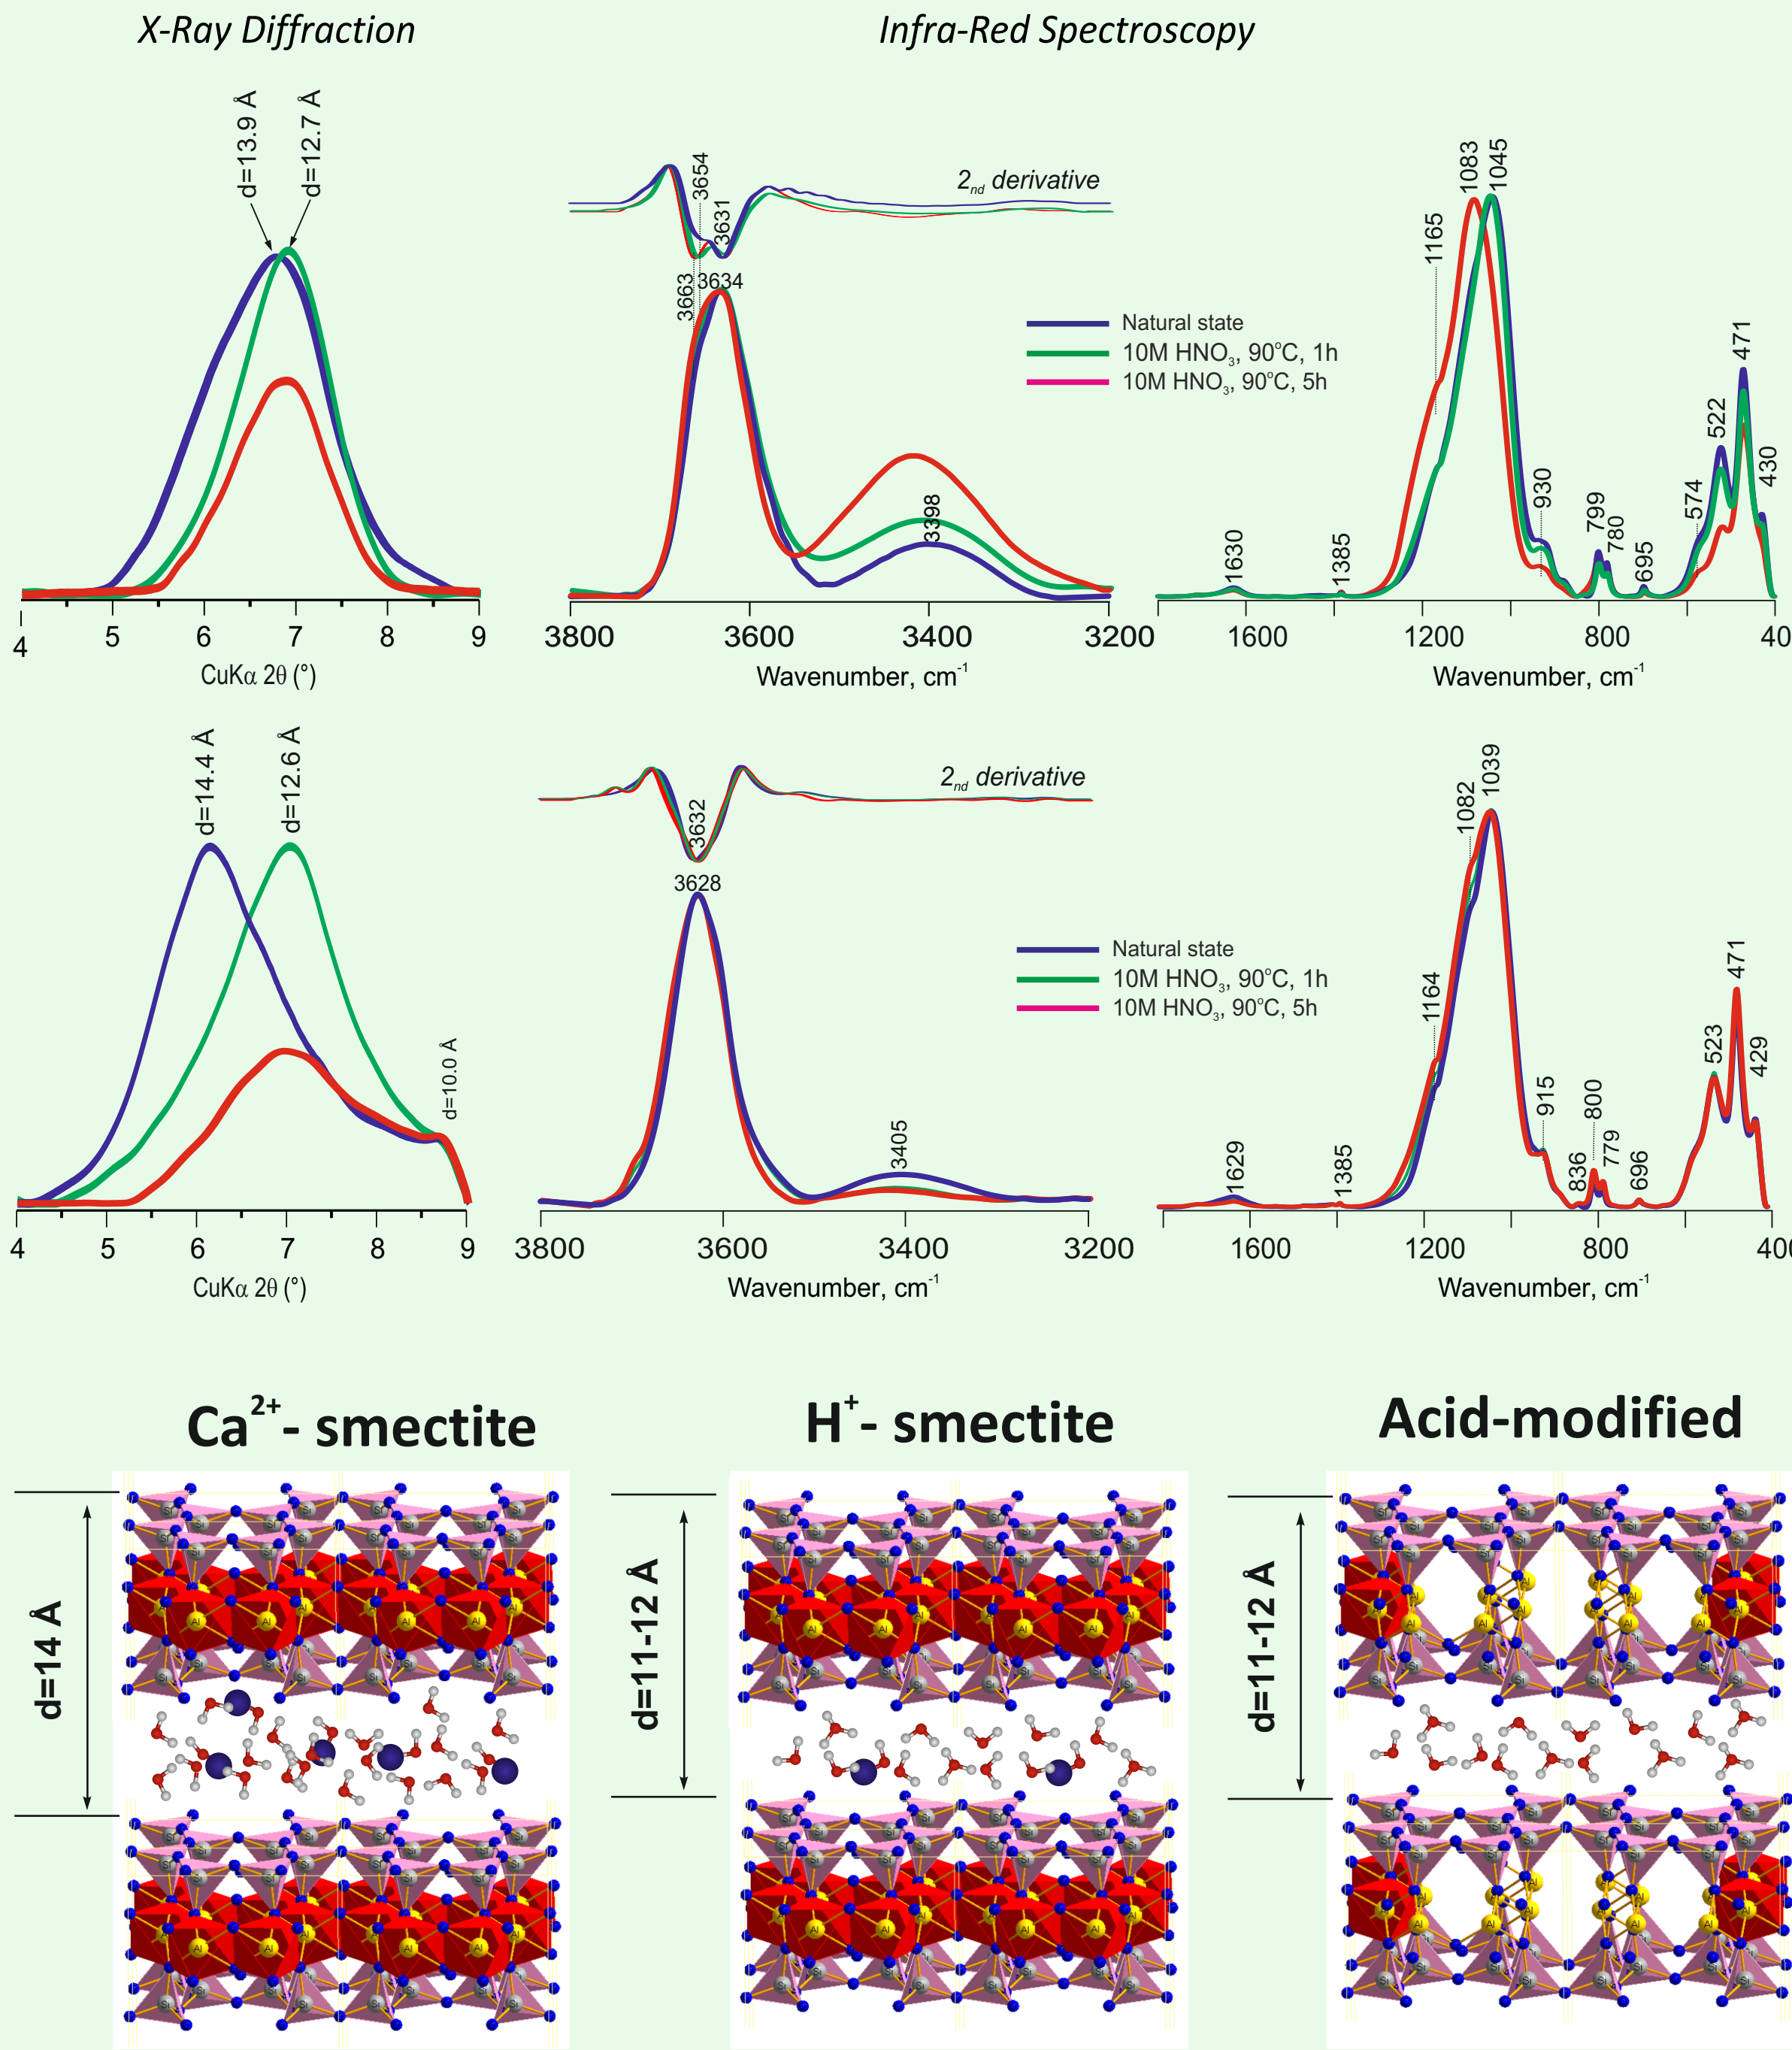 X-Ray Diffraction
Infra-Red Spectroscopy
d=13.9 Å
d=12.7 Å
4
5
6
7
8
9
CuKα 2θ (°)
2nd derivative
3654
3631
3663
3634
3398
Natural state
10M HNO3, 90°C, 1h
10M HNO3, 90°C, 5h
3800
3600
3400
3200
Wavenumber, cm-1
1630
1385
1165
1083
1045
930
799
780
695
574
522
471
430
1600
1200
800
40
Wavenumber, cm-1
d=14.4 Å
d=12.6 Å
d=10.0 Å
4
5
6
7
8
9
CuKα 2θ (°)
2nd derivative
3632
3628
3405
Natural state
10M HNO3, 90°C, 1h
10M HNO3, 90°C, 5h
3800
3600
3400
3200
Wavenumber, cm-1
1629
1385
1164
1082
1039
915
836
800
779
696
523
471
429
1600
1200
800
400
Wavenumber, cm-1
Ca2+- smectite
H+- smectite
Acid-modified
d=14 Å
d=11-12 Å
d=11-12 Å